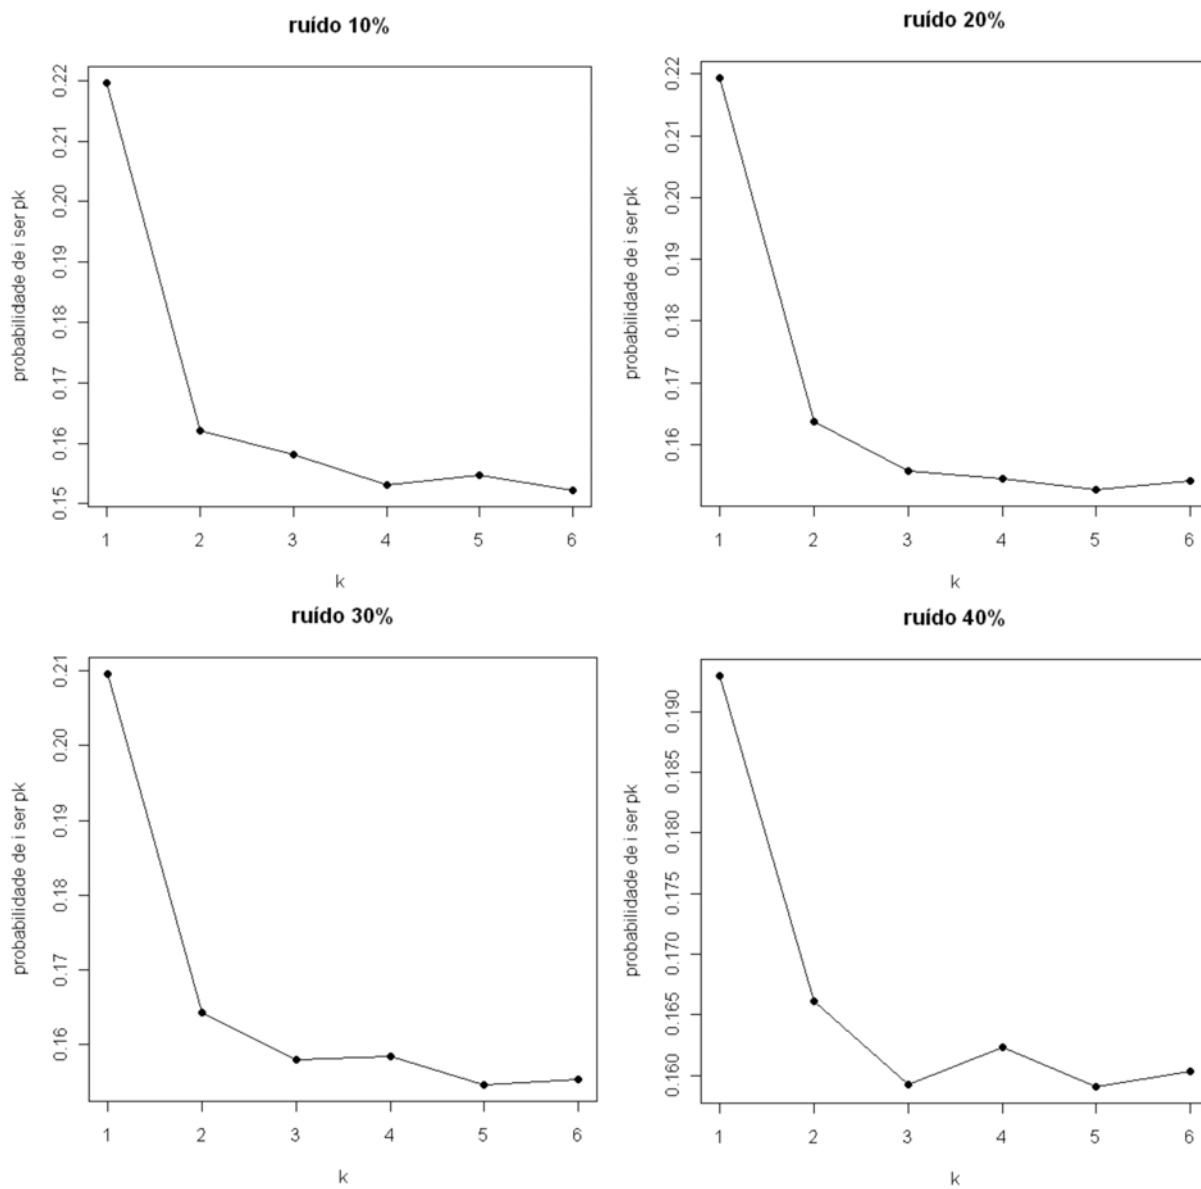 ruído 10%
probabilidade de i ser pk
0.22
0.21
0.20
0.19
0.18
0.17
0.16
0.15
1 2 3 4 5 6
k
ruído 20%
probabilidade de i ser pk
0.22
0.21
0.20
0.19
0.18
0.17
0.16
1 2 3 4 5 6
k
ruído 30%
probabilidade de i ser pk
0.21
0.20
0.19
0.18
0.17
0.16
1 2 3 4 5 6
k
ruído 40%
probabilidade de i ser pk
0.190
0.185
0.180
0.175
0.170
0.165
0.160
1 2 3 4 5 6
k